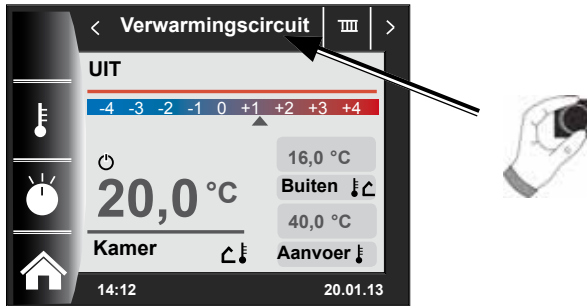 < Verwarmingscircuit >
UIT
-4 -3 -2 -1 0 +1 +2 +3 +4
16,0 °C
Buiten
20,0 °C
40,0 °C
Kamer
Aanvoer
14:12 20.01.13